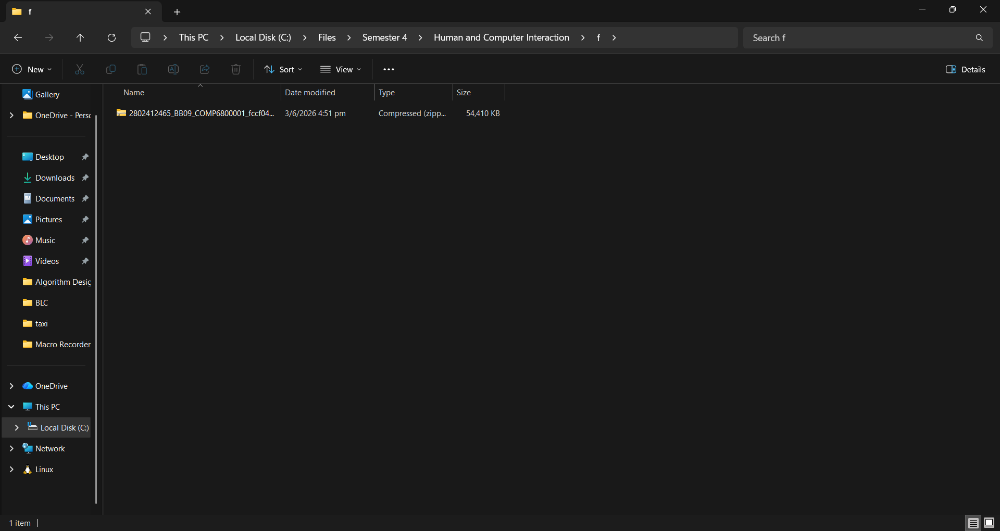 f
This PC > Local Disk (C:) > Files > Semester 4 > Human and Computer Interaction > f >
Search f
New
Sort
View
Details
Name
Date modified
Type
Size
2802412465_BB09_COMP6800001_fccf04...
3/6/2026 4:51 pm
Compressed (zipp...
54,410 KB
Gallery
OneDrive - Perso
Desktop
Downloads
Documents
Pictures
Music
Videos
Algorithm Desig
BLC
taxi
Macro Recorder
OneDrive
This PC
Local Disk (C:)
Network
Linux
1 item